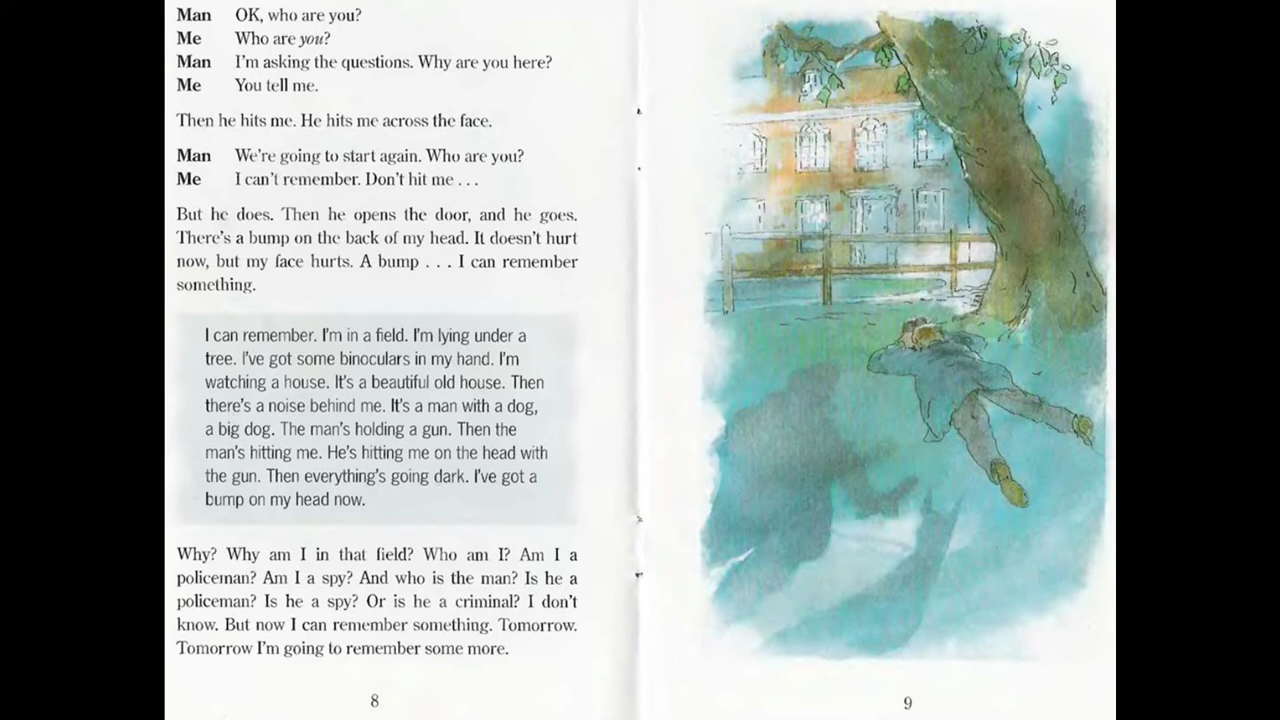 Man OK, who are you?
Me Who are you?
Man I'm asking the questions. Why are you here?
Me You tell me.
Then he hits me. He hits me across the face.
Man We're going to start again. Who are you?
Me I can't remember. Don't hit me . . .
But he does. Then he opens the door, and he goes.
There's a bump on the back of my head. It doesn't hurt
now, but my face hurts. A bump . . . I can remember
something.
I can remember. I'm in a field. I'm lying under a
tree. I've got some binoculars in my hand. I'm
watching a house. It's a beautiful old house. Then
there's a noise behind me. It's a man with a dog,
a big dog. The man's holding a gun. Then the
man's hitting me. He's hitting me on the head with
the gun. Then everything's going dark. I've got a
bump on my head now.
Why? Why am I in that field? Who am I? Am I a
policeman? Am I a spy? And who is the man? Is he a
policeman? Is he a spy? Or is he a criminal? I don't
know. But now I can remember something. Tomorrow.
Tomorrow I'm going to remember some more.
8
9